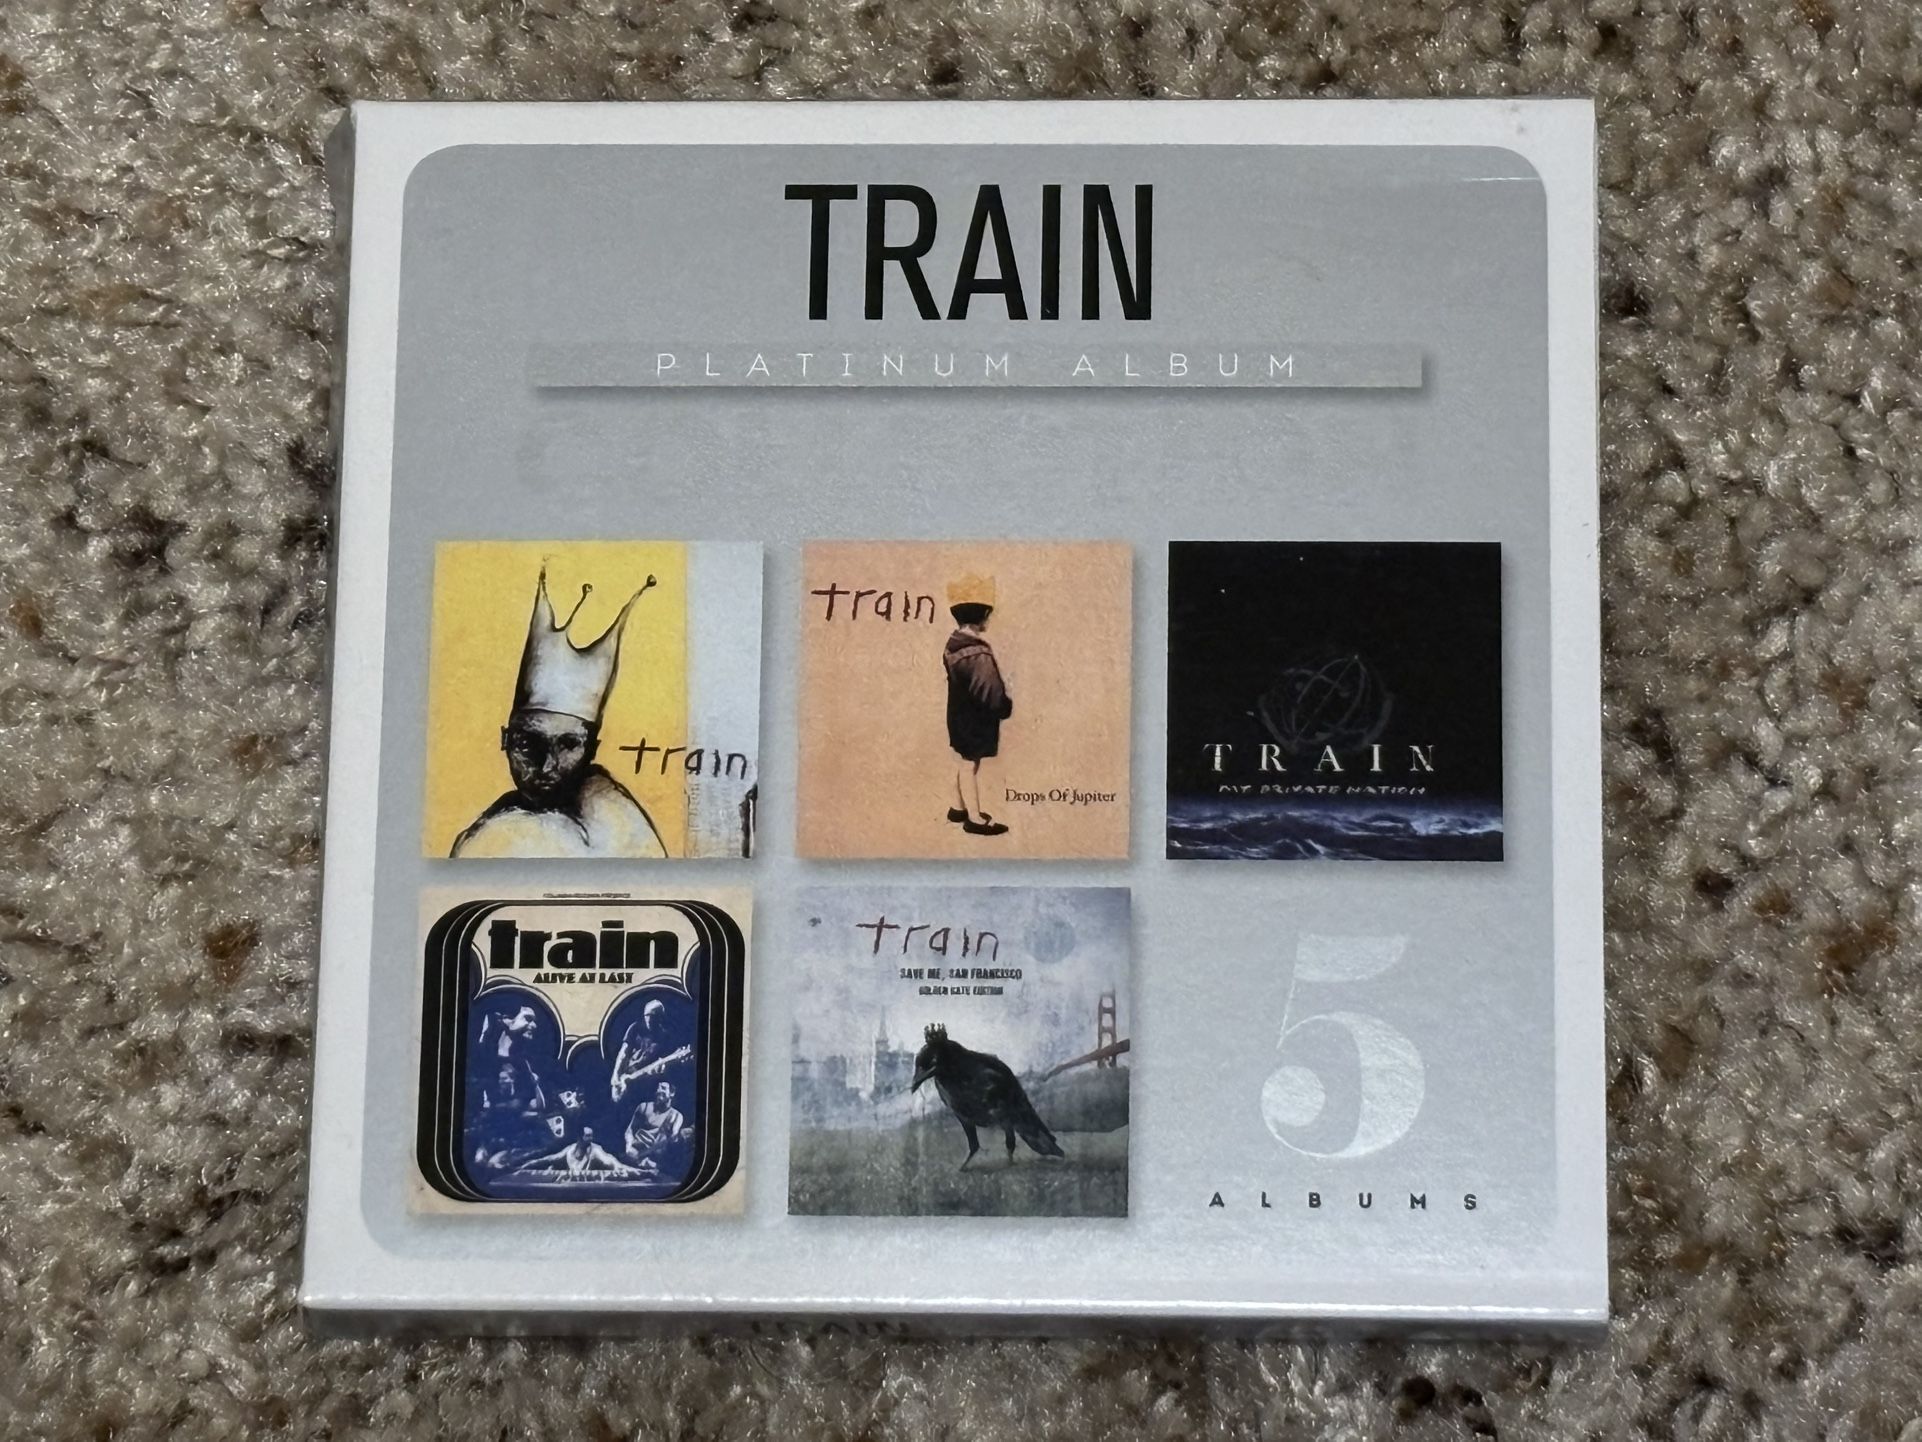 TRAIN
PLATINUM ALBUM
train
train
Drops Of Jupiter
TRAIN
MY PRIVATE NATION
train
ALIVE AT LAST
train
SAVE ME, SAN FRANCISCO
GOLDEN GATE EDITION
5
ALBUMS
TRAIN